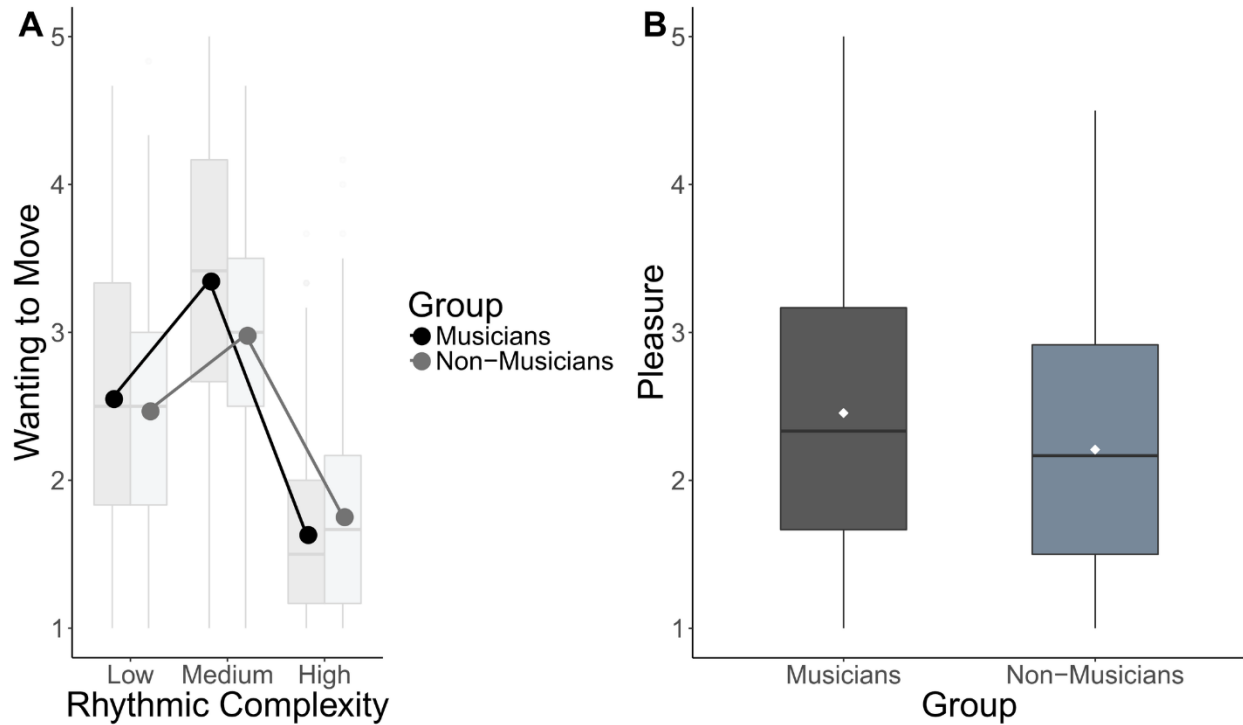 A
Wanting to Move
5
4
3
2
1
Low Medium High
Rhythmic Complexity
Group
Musicians
Non−Musicians
B
Pleasure
5
4
3
2
1
Musicians Non−Musicians
Group